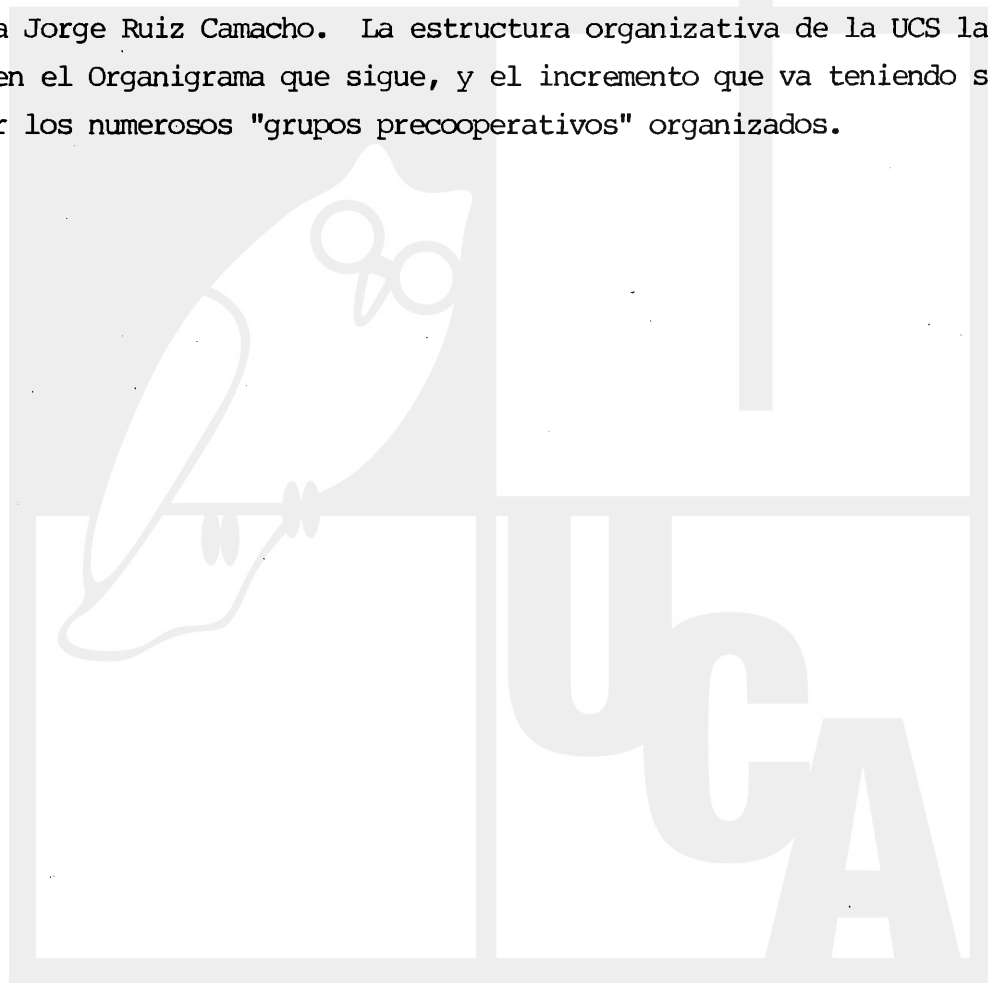 a Jorge Ruiz Camacho. La estructura organizativa de la UCS la
en el Organigrama que sigue, y el incremento que va teniendo s
r los numerosos "grupos precooperativos" organizados.
UCA